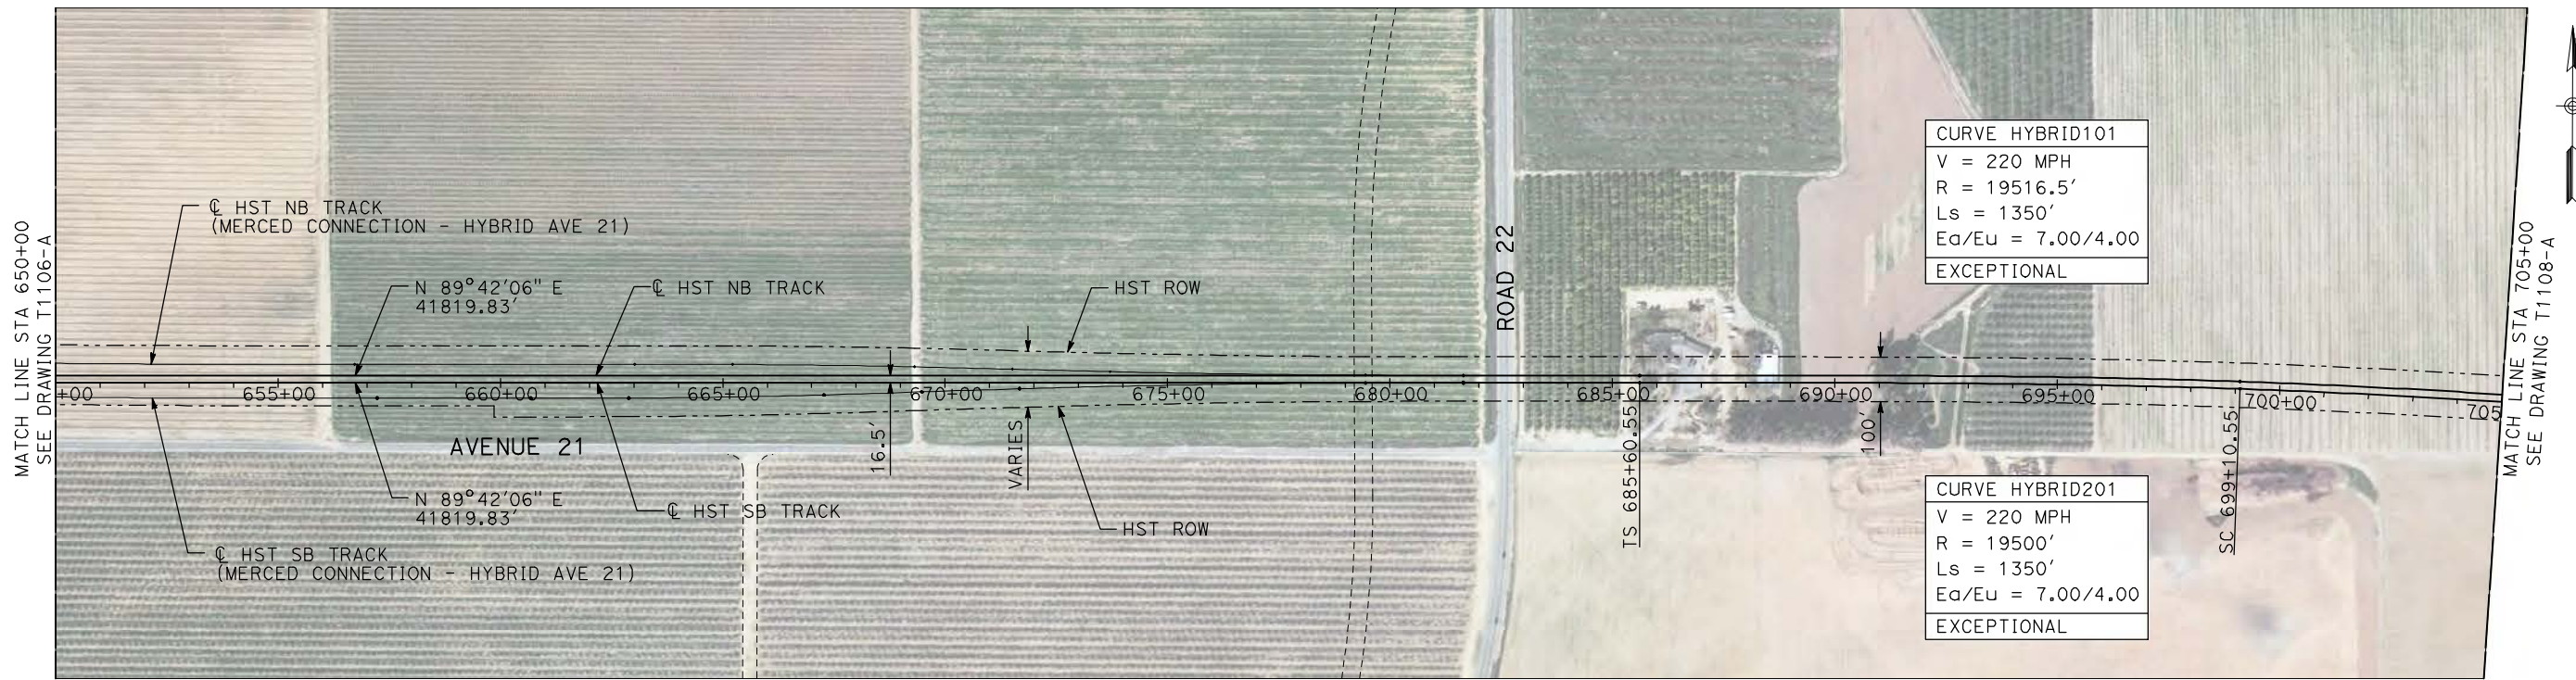 MATCH LINE STA 650+00
SEE DRAWING T1106-A
℄ HST NB TRACK
(MERCED CONNECTION - HYBRID AVE 21)
N 89°42'06" E
41819.83'
℄ HST NB TRACK
HST ROW
ROAD 22
CURVE HYBRID101
V = 220 MPH
R = 19516.5'
Ls = 1350'
Ea/Eu = 7.00/4.00
EXCEPTIONAL
MATCH LINE STA 705+00
SEE DRAWING T1108-A
+00
655+00
660+00
665+00
670+00
675+00
680+00
685+00
690+00
695+00
700+00
705
AVENUE 21
16.5'
VARIES
100'
TS 685+60.55
SC 699+10.55
N 89°42'06" E
41819.83'
℄ HST SB TRACK
HST ROW
℄ HST SB TRACK
(MERCED CONNECTION - HYBRID AVE 21)
CURVE HYBRID201
V = 220 MPH
R = 19500'
Ls = 1350'
Ea/Eu = 7.00/4.00
EXCEPTIONAL